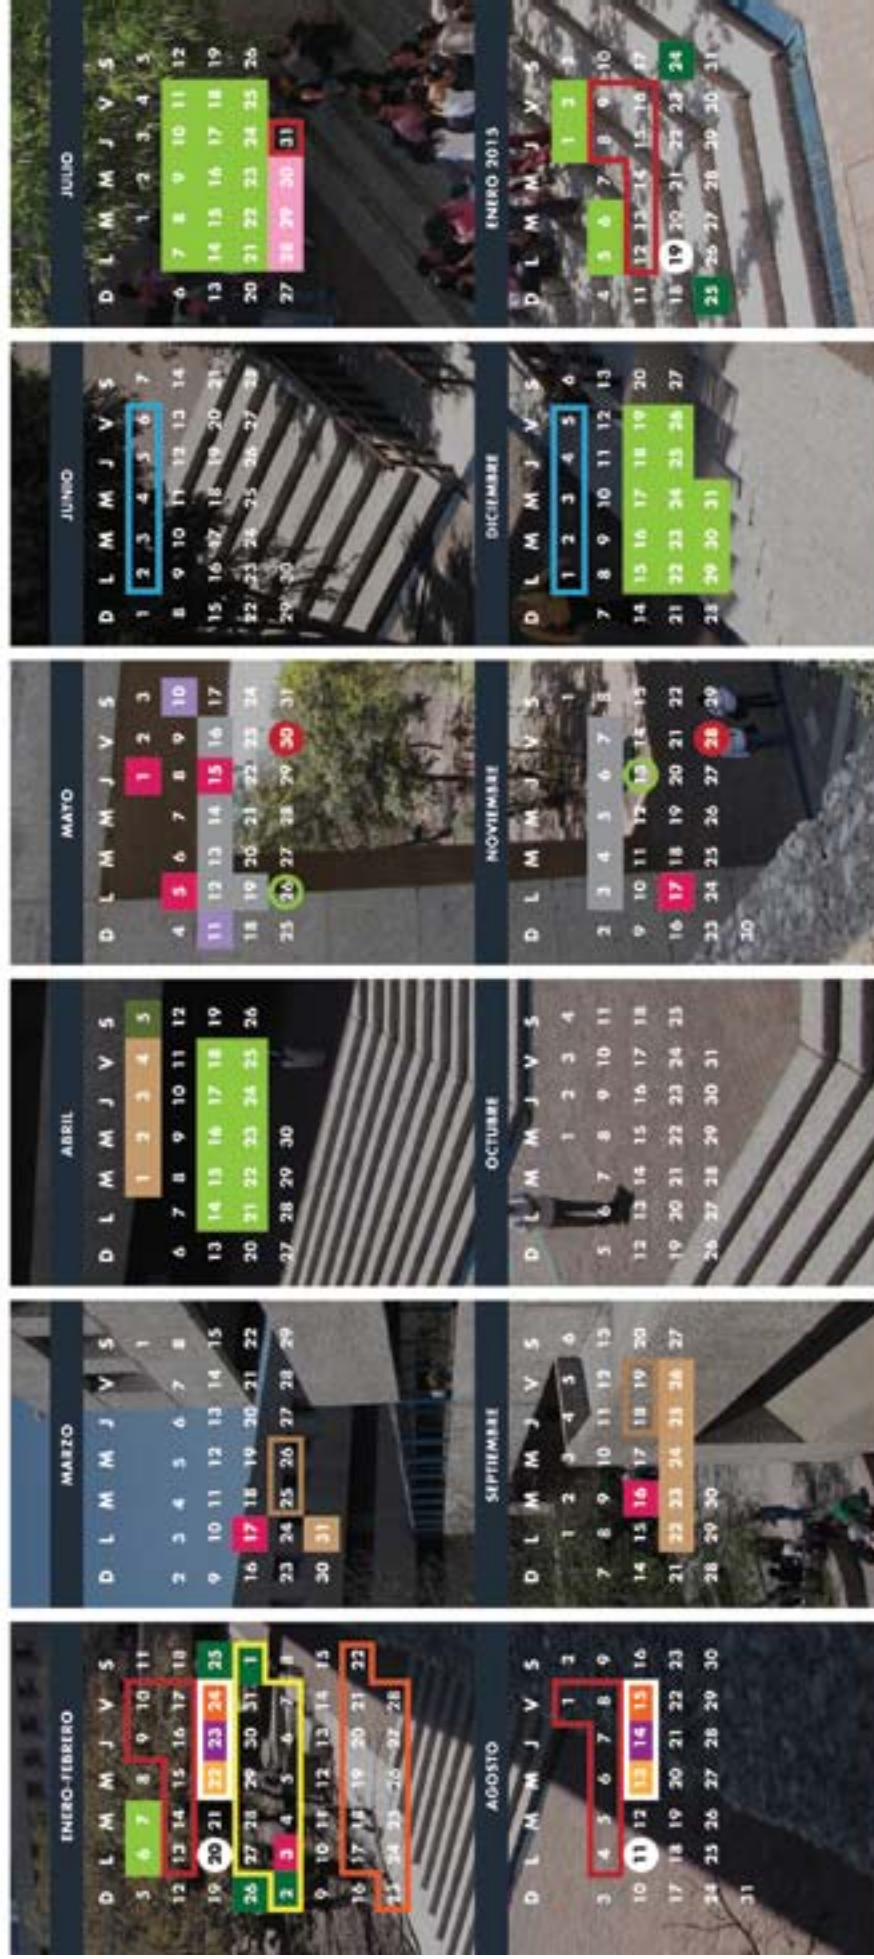 ENERO-FEBRERO
D L M M J V S
5 6 7 8 9 10 11
12 13 14 15 16 17 18
19 20 21 22 23 24 25
26 27 28 29 30 31 1
2 3 4 5 6 7 8
9 10 11 12 13 14 15
16 17 18 19 20 21 22
23 24 25 26 27 28
MARZO
D L M M J V S
1
2 3 4 5 6 7 8
9 10 11 12 13 14 15
16 17 18 19 20 21 22
23 24 25 26 27 28 29
30 31
ABRIL
D L M M J V S
1 2 3 4 5
6 7 8 9 10 11 12
13 14 15 16 17 18 19
20 21 22 23 24 25 26
27 28 29 30
MAYO
D L M M J V S
1 2 3
4 5 6 7 8 9 10
11 12 13 14 15 16 17
18 19 20 21 22 23 24
25 26 27 28 29 30 31
JUNIO
D L M M J V S
1 2 3 4 5 6 7
8 9 10 11 12 13 14
15 16 17 18 19 20 21
22 23 24 25 26 27 28
29 30
JULIO
D L M M J V S
1 2 3 4 5
6 7 8 9 10 11 12
13 14 15 16 17 18 19
20 21 22 23 24 25 26
27 28 29 30 31
AGOSTO
D L M M J V S
1 2
3 4 5 6 7 8 9
10 11 12 13 14 15 16
17 18 19 20 21 22 23
24 25 26 27 28 29 30
31
SEPTIEMBRE
D L M M J V S
1 2 3 4 5 6
7 8 9 10 11 12 13
14 15 16 17 18 19 20
21 22 23 24 25 26 27
28 29 30
OCTUBRE
D L M M J V S
1 2 3 4
5 6 7 8 9 10 11
12 13 14 15 16 17 18
19 20 21 22 23 24 25
26 27 28 29 30 31
NOVIEMBRE
D L M M J V S
1
2 3 4 5 6 7 8
9 10 11 12 13 14 15
16 17 18 19 20 21 22
23 24 25 26 27 28 29
30
DICIEMBRE
D L M M J V S
1 2 3 4 5 6
7 8 9 10 11 12 13
14 15 16 17 18 19 20
21 22 23 24 25 26 27
28 29 30 31
ENERO 2015
D L M M J V S
1 2 3
4 5 6 7 8 9 10
11 12 13 14 15 16 17
18 19 20 21 22 23 24
25 26 27 28 29 30 31